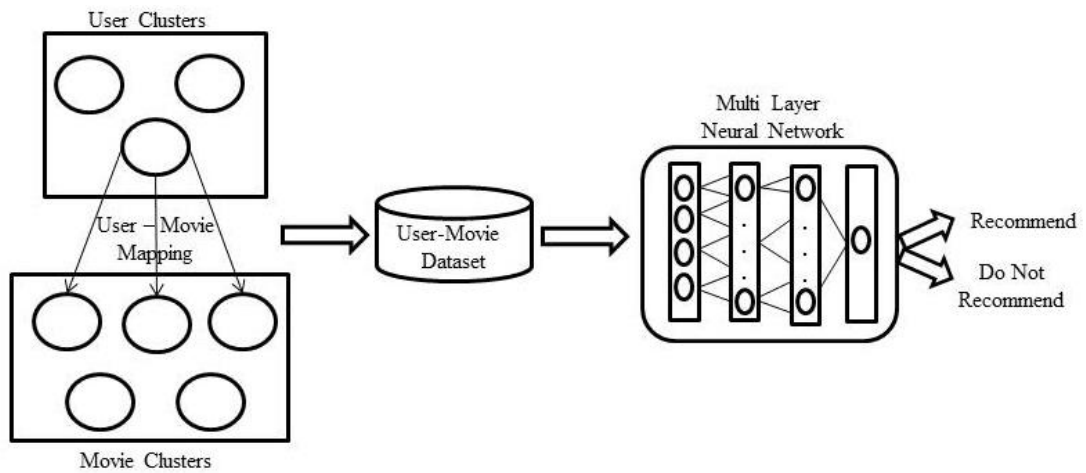 User Clusters
User – Movie
Mapping
Movie Clusters
User-Movie
Dataset
Multi Layer
Neural Network
Recommend
Do Not
Recommend